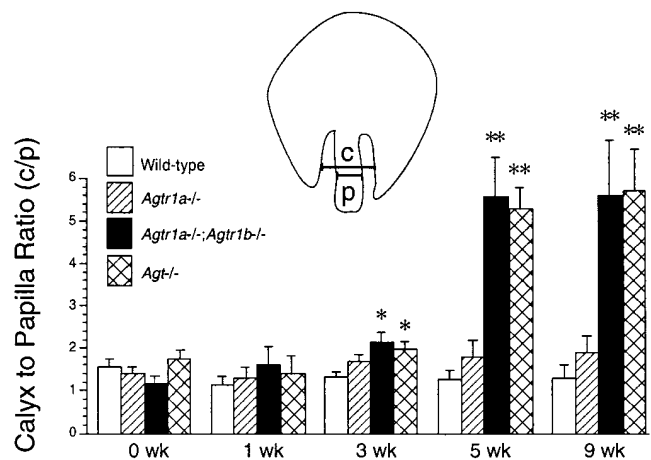 c
p
Calyx to Papilla Ratio (c/p)
Wild-type
Agtr1a-/-
Agtr1a-/-;Agtr1b-/-
Agt-/-
6
5
4
3
2
1
0
* *
** **
** **
0 wk 1 wk 3 wk 5 wk 9 wk